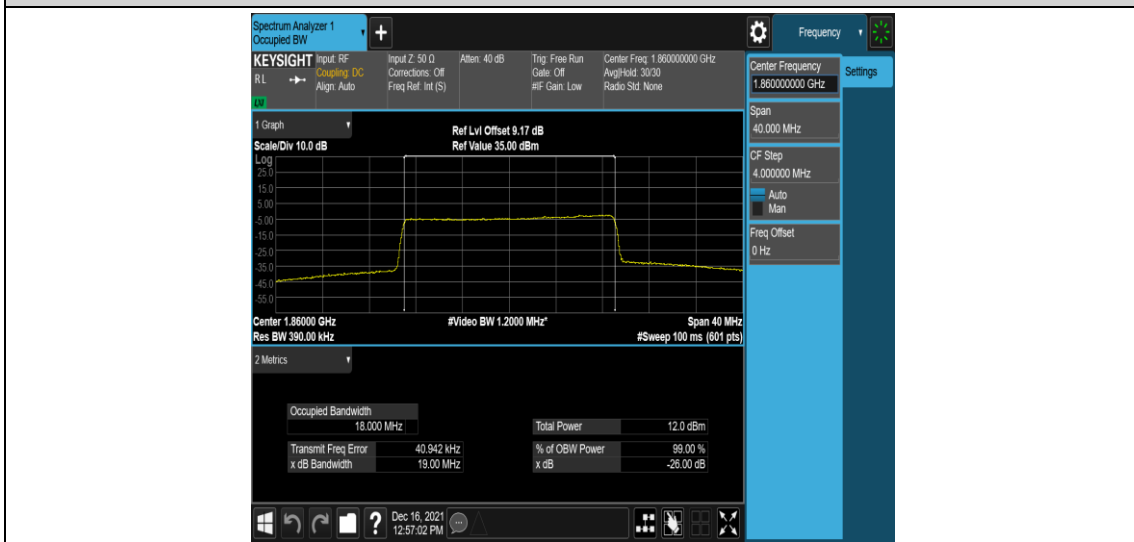 Spectrum Analyzer 1
Occupied BW
+
Frequency
KEYSIGHT
RL
LXI
Input: RF
Coupling: DC
Align: Auto
Input Z: 50 Ω
Corrections: Off
Freq Ref: Int (S)
Atten: 40 dB
Trig: Free Run
Gate: Off
#IF Gain: Low
Center Freq: 1.860000000 GHz
Avg|Hold: 30/30
Radio Std: None
Center Frequency
1.860000000 GHz
Settings
Span
40.000 MHz
CF Step
4.000000 MHz
Auto
Man
Freq Offset
0 Hz
1 Graph
Scale/Div 10.0 dB
Ref Lvl Offset 9.17 dB
Ref Value 35.00 dBm
Log
25.0
15.0
5.00
-5.00
-15.0
-25.0
-35.0
-45.0
-55.0
Center 1.86000 GHz
#Video BW 1.2000 MHz*
Span 40 MHz
Res BW 390.00 kHz
#Sweep 100 ms (601 pts)
2 Metrics
Occupied Bandwidth
18.000 MHz
Total Power 12.0 dBm
Transmit Freq Error 40.942 kHz
% of OBW Power 99.00 %
x dB Bandwidth 19.00 MHz
x dB -26.00 dB
?
Dec 16, 2021
12:57:02 PM